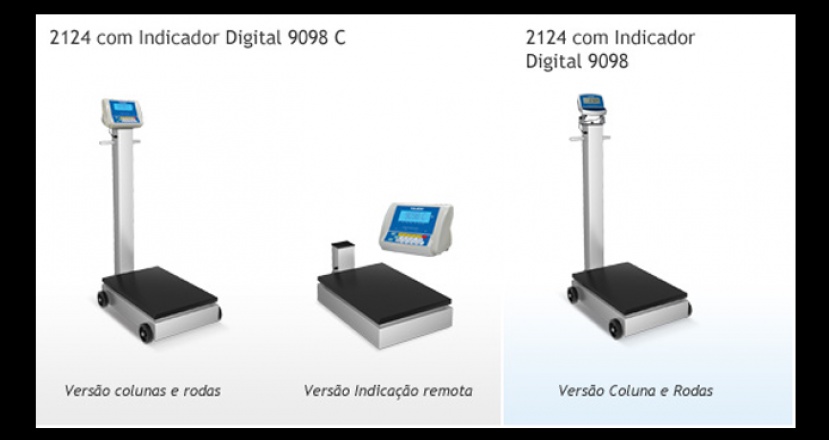 2124 com Indicador Digital 9098 C
2124 com Indicador
Digital 9098
Versão colunas e rodas
Versão Indicação remota
Versão Coluna e Rodas